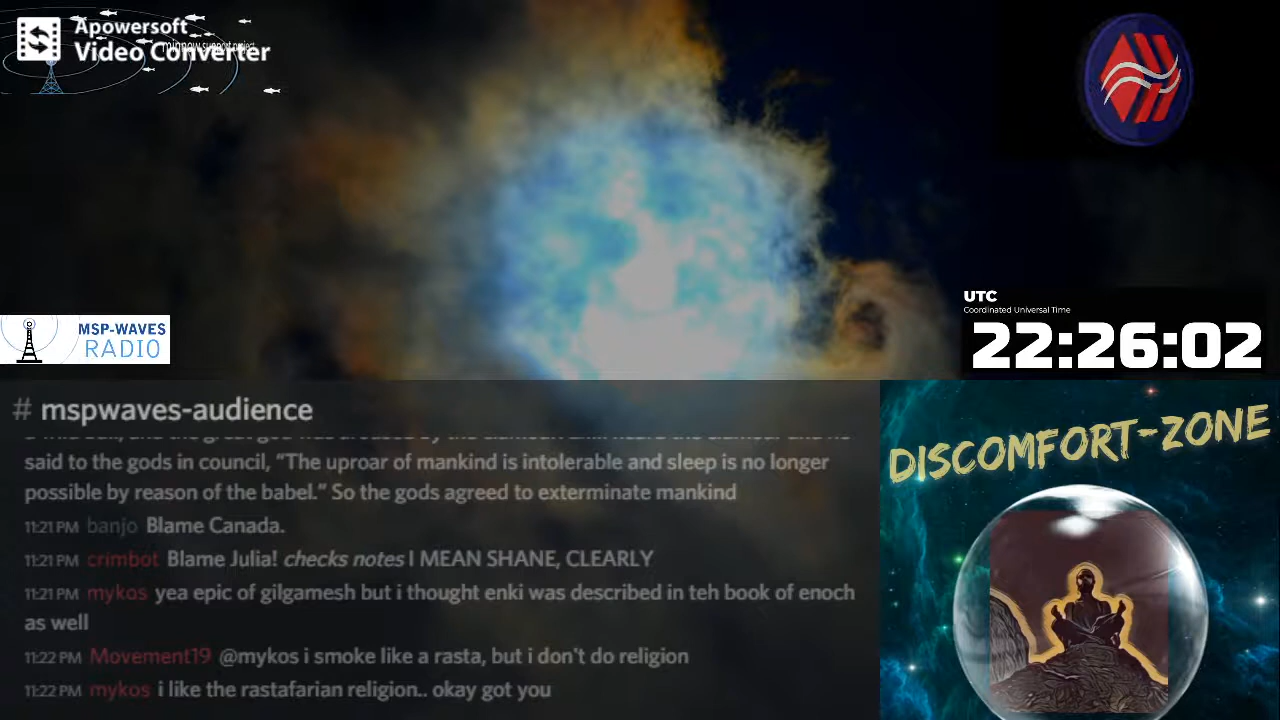 Apowersoft
Video Converter
minnow support project
MSP-WAVES
RADIO
UTC
Coordinated Universal Time
22:26:02
# mspwaves-audience
said to the gods in council, “The uproar of mankind is intolerable and sleep is no longer
possible by reason of the babel.” So the gods agreed to exterminate mankind
11:21 PM banjo Blame Canada.
11:21 PM crimbot Blame Julia! checks notes I MEAN SHANE, CLEARLY
11:21 PM mykos yea epic of gilgamesh but i thought enki was described in teh book of enoch
as well
11:22 PM Movement19 @mykos i smoke like a rasta, but i don't do religion
11:22 PM mykos i like the rastafarian religion.. okay got you
DISCOMFORT-ZONE